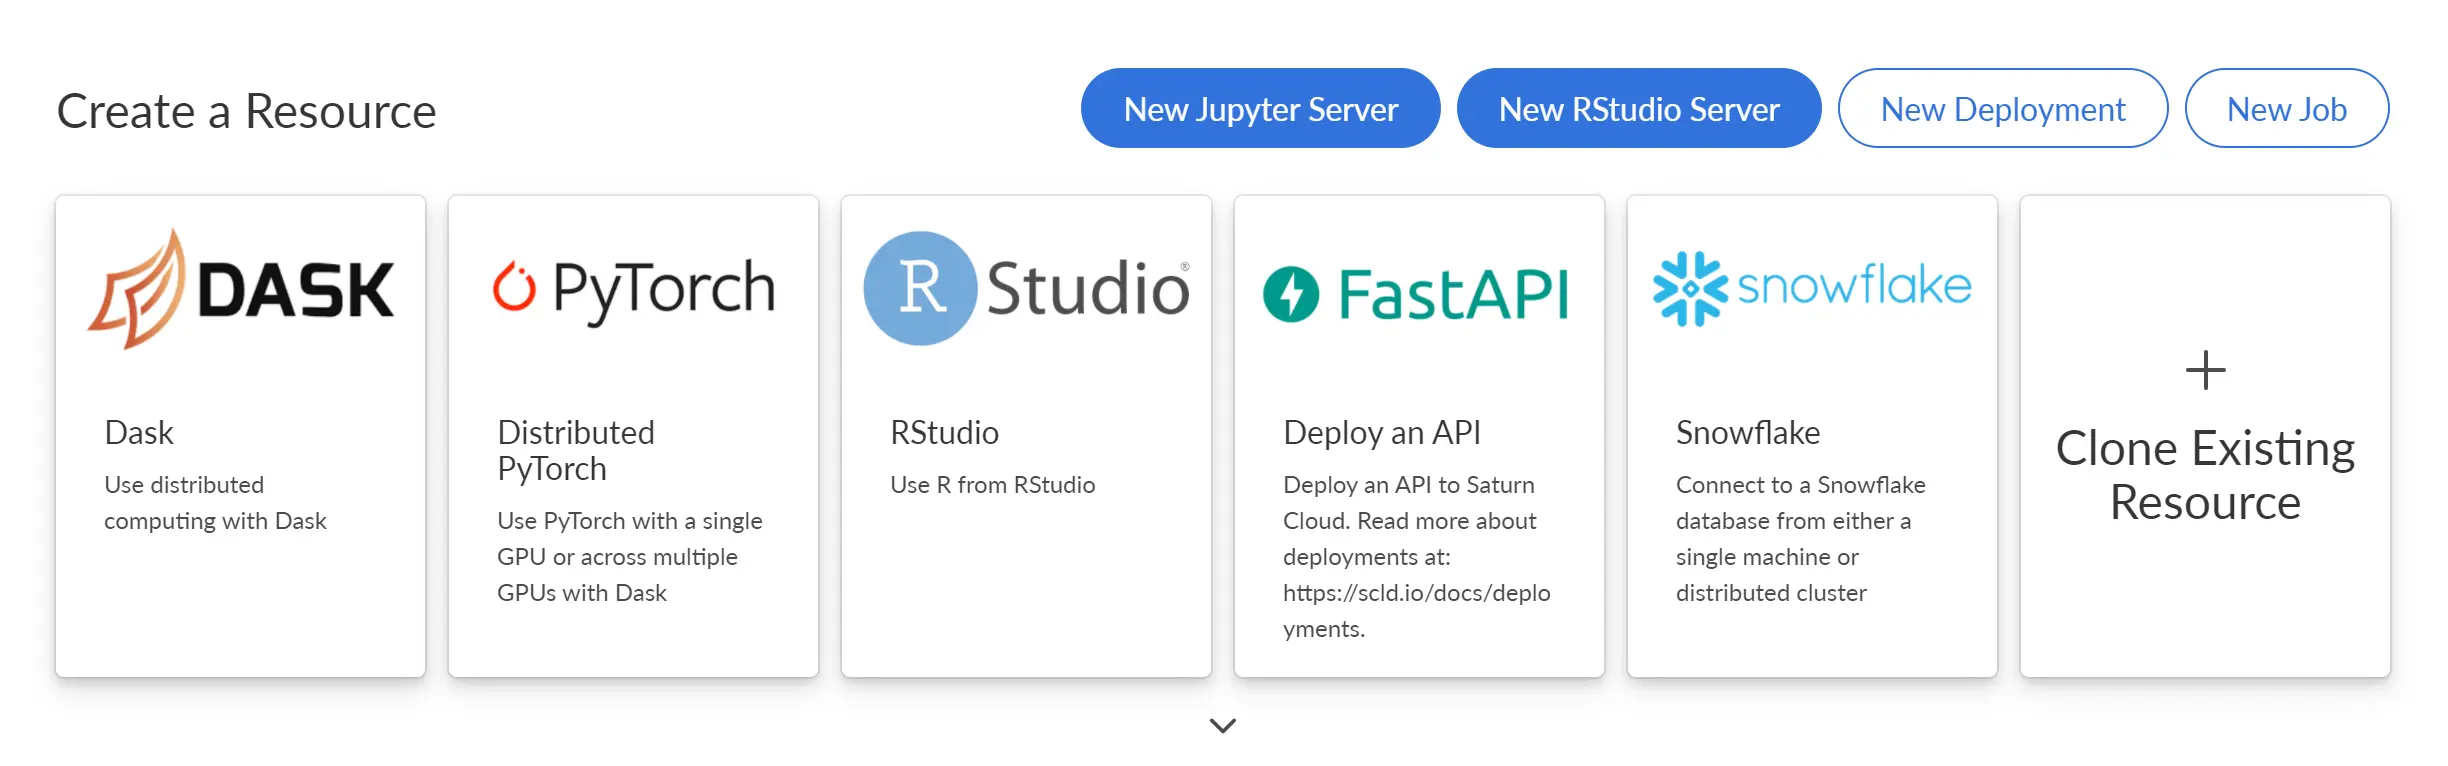 Create a Resource
New Jupyter Server
New RStudio Server
New Deployment
New Job
DASK
Dask
Use distributed
computing with Dask
PyTorch
Distributed
PyTorch
Use PyTorch with a single
GPU or across multiple
GPUs with Dask
R Studio®
RStudio
Use R from RStudio
FastAPI
Deploy an API
Deploy an API to Saturn
Cloud. Read more about
deployments at:
https://scld.io/docs/deplo
yments.
snowflake
Snowflake
Connect to a Snowflake
database from either a
single machine or
distributed cluster
Clone Existing
Resource